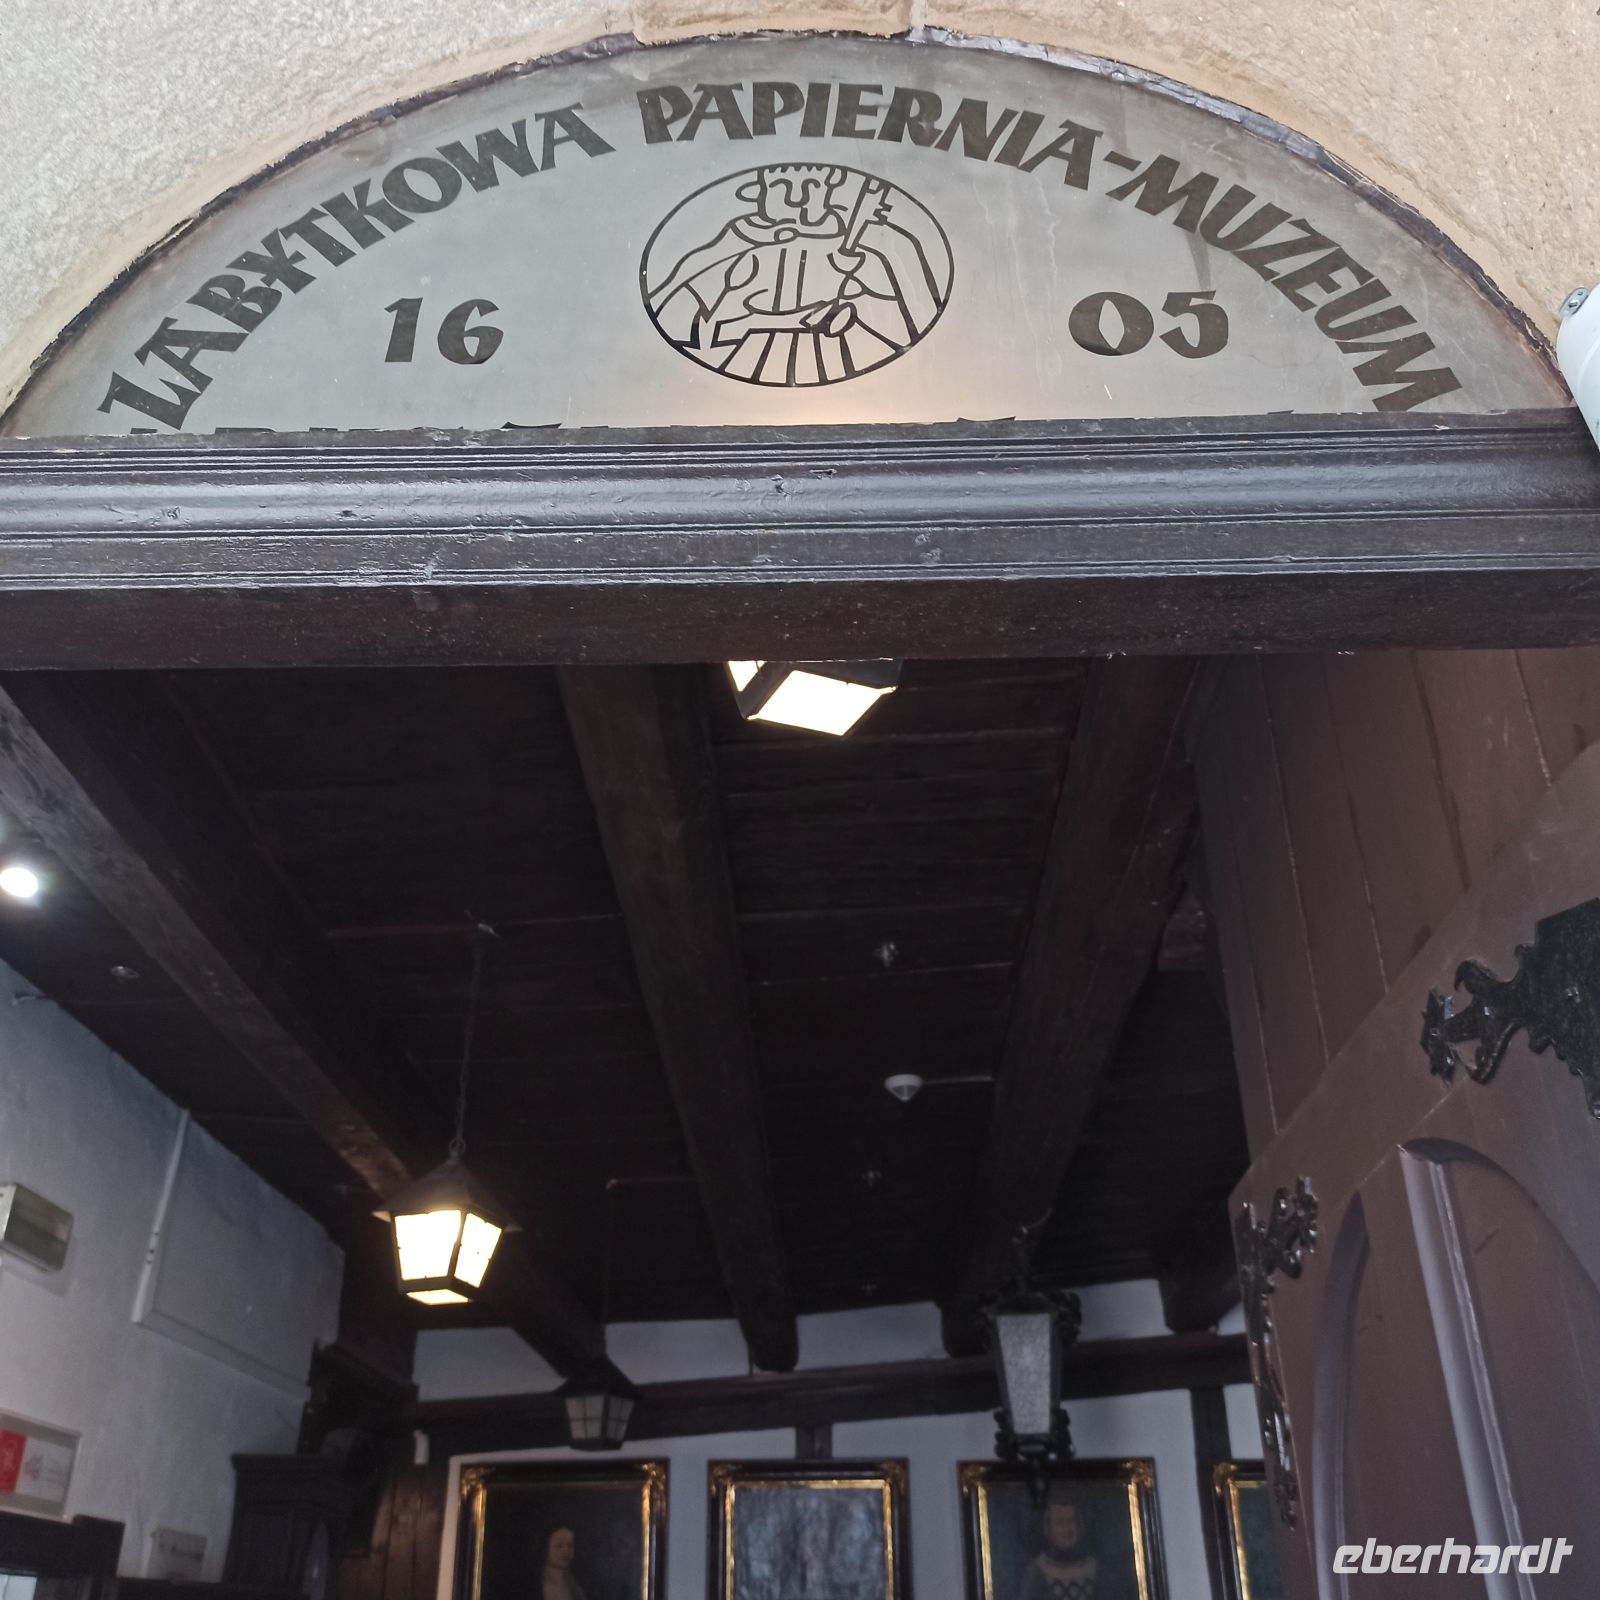 ZABYTKOWA PAPIERNIA-MUZEUM
16 05
eberhardt